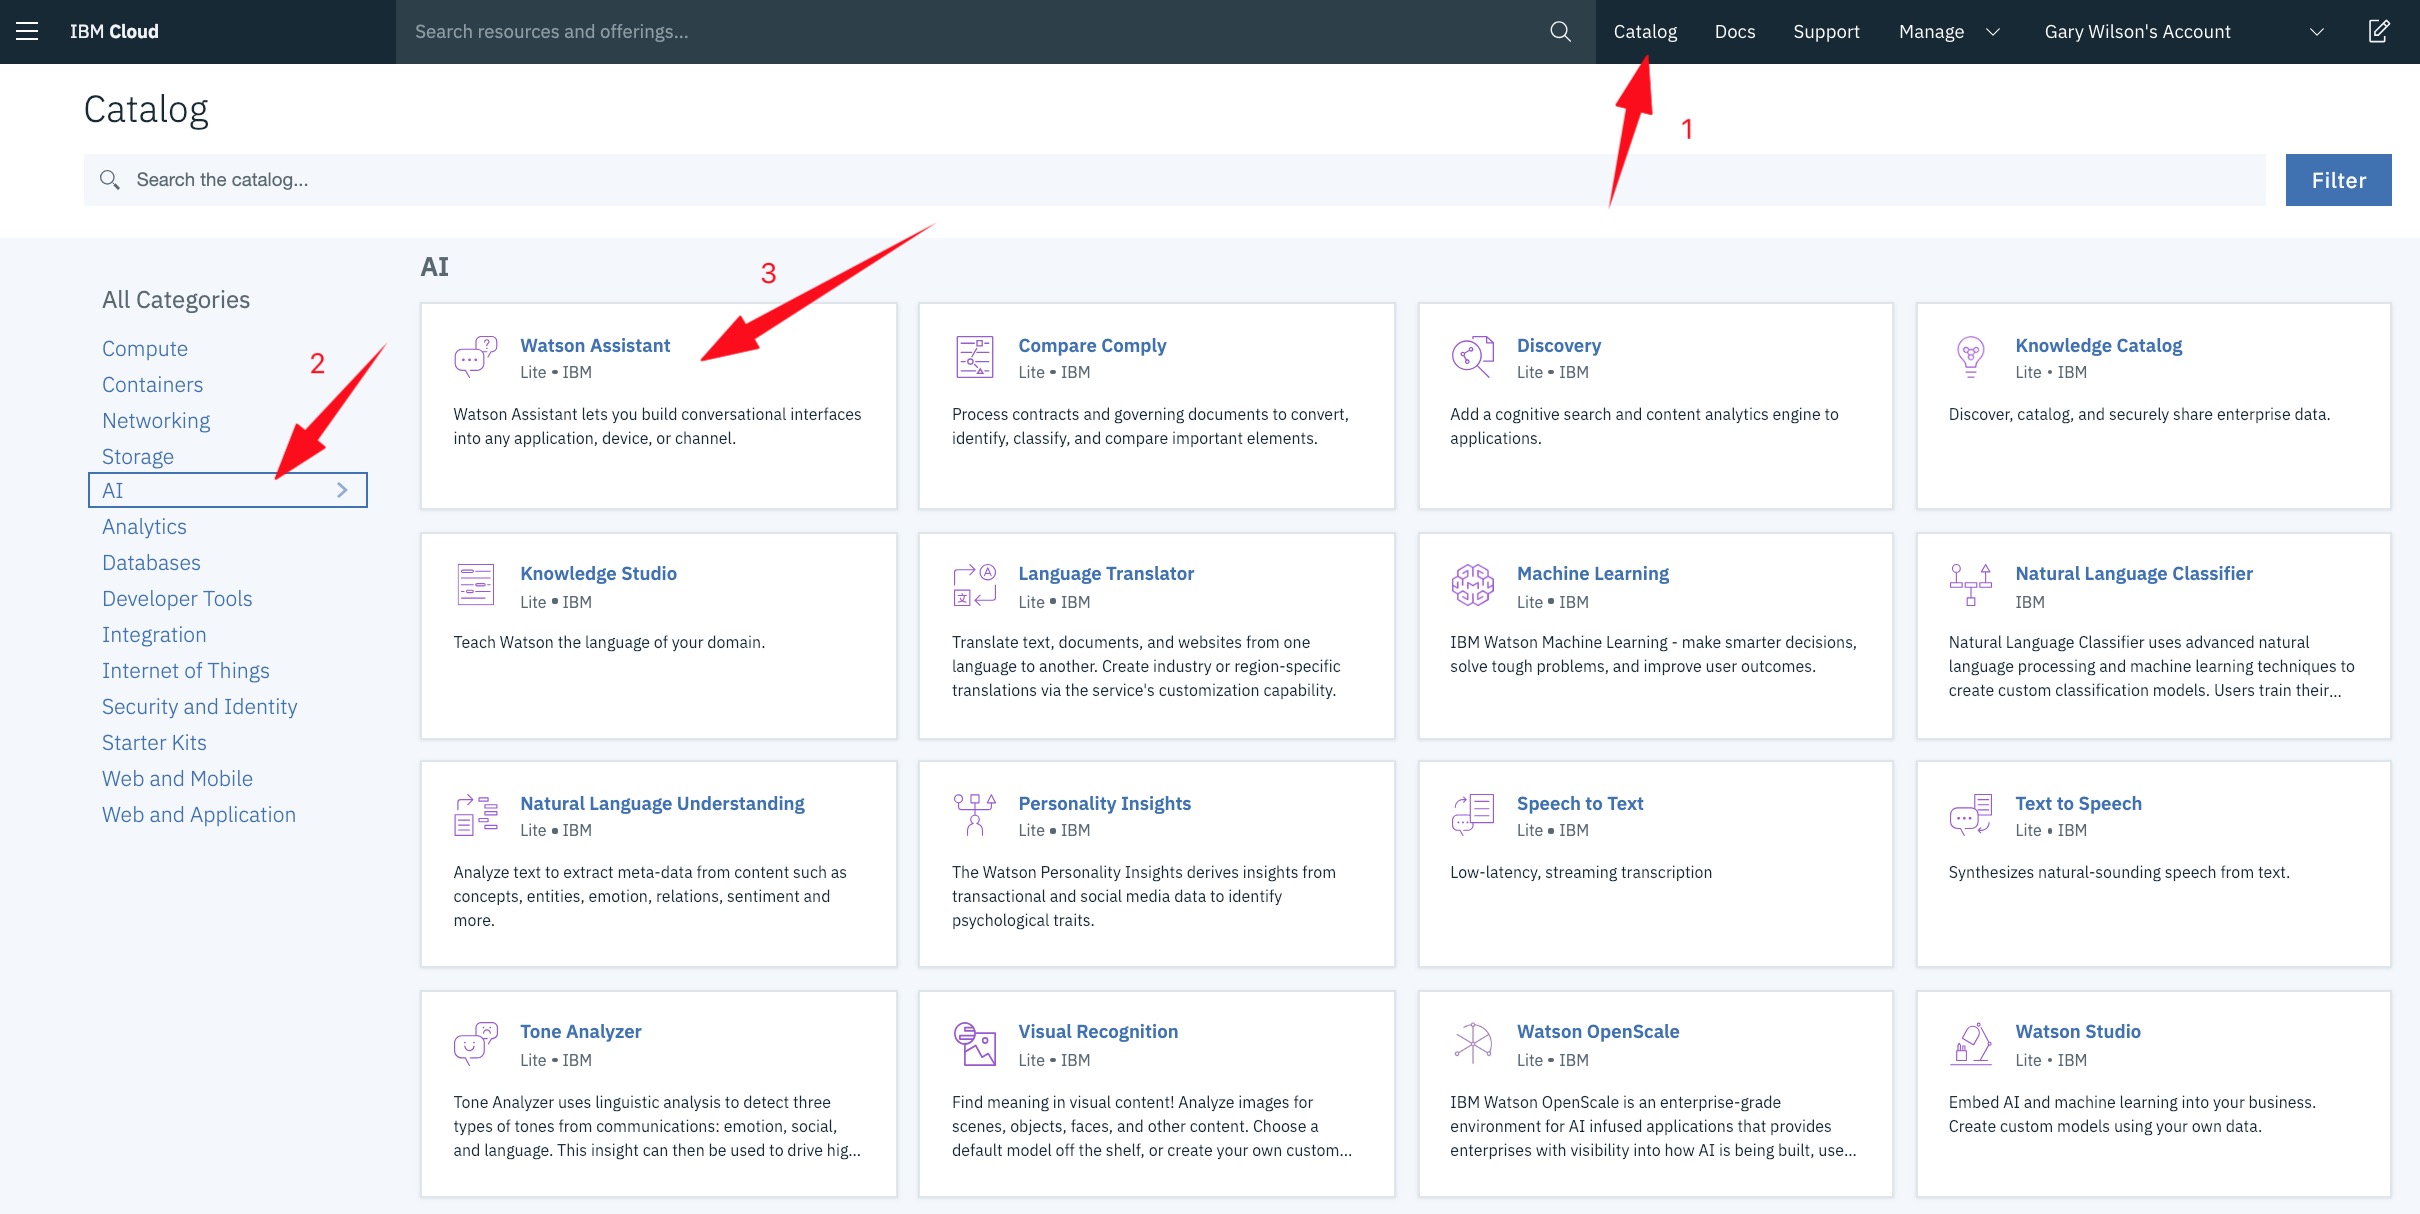 IBM Cloud
Search resources and offerings...
Catalog
Docs
Support
Manage
Gary Wilson's Account
Catalog
1
Search the catalog...
Filter
All Categories
Compute
Containers
Networking
Storage
AI
Analytics
Databases
Developer Tools
Integration
Internet of Things
Security and Identity
Starter Kits
Web and Mobile
Web and Application
2
AI
3
Watson Assistant
Lite • IBM
Watson Assistant lets you build conversational interfaces
into any application, device, or channel.
Compare Comply
Lite • IBM
Process contracts and governing documents to convert,
identify, classify, and compare important elements.
Discovery
Lite • IBM
Add a cognitive search and content analytics engine to
applications.
Knowledge Catalog
Lite • IBM
Discover, catalog, and securely share enterprise data.
Knowledge Studio
Lite • IBM
Teach Watson the language of your domain.
Language Translator
Lite • IBM
Translate text, documents, and websites from one
language to another. Create industry or region-specific
translations via the service's customization capability.
Machine Learning
Lite • IBM
IBM Watson Machine Learning - make smarter decisions,
solve tough problems, and improve user outcomes.
Natural Language Classifier
IBM
Natural Language Classifier uses advanced natural
language processing and machine learning techniques to
create custom classification models. Users train their...
Natural Language Understanding
Lite • IBM
Analyze text to extract meta-data from content such as
concepts, entities, emotion, relations, sentiment and
more.
Personality Insights
Lite • IBM
The Watson Personality Insights derives insights from
transactional and social media data to identify
psychological traits.
Speech to Text
Lite • IBM
Low-latency, streaming transcription
Text to Speech
Lite • IBM
Synthesizes natural-sounding speech from text.
Tone Analyzer
Lite • IBM
Tone Analyzer uses linguistic analysis to detect three
types of tones from communications: emotion, social,
and language. This insight can then be used to drive hig...
Visual Recognition
Lite • IBM
Find meaning in visual content! Analyze images for
scenes, objects, faces, and other content. Choose a
default model off the shelf, or create your own custom...
Watson OpenScale
Lite • IBM
IBM Watson OpenScale is an enterprise-grade
environment for AI infused applications that provides
enterprises with visibility into how AI is being built, use...
Watson Studio
Lite • IBM
Embed AI and machine learning into your business.
Create custom models using your own data.